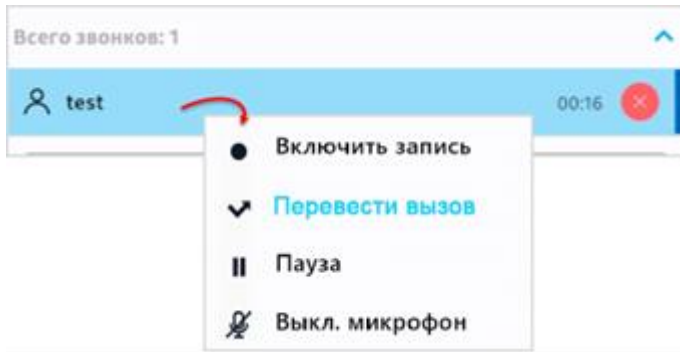 Всего звонков: 1
test 00:16
Включить запись
Перевести вызов
Пауза
Выкл. микрофон